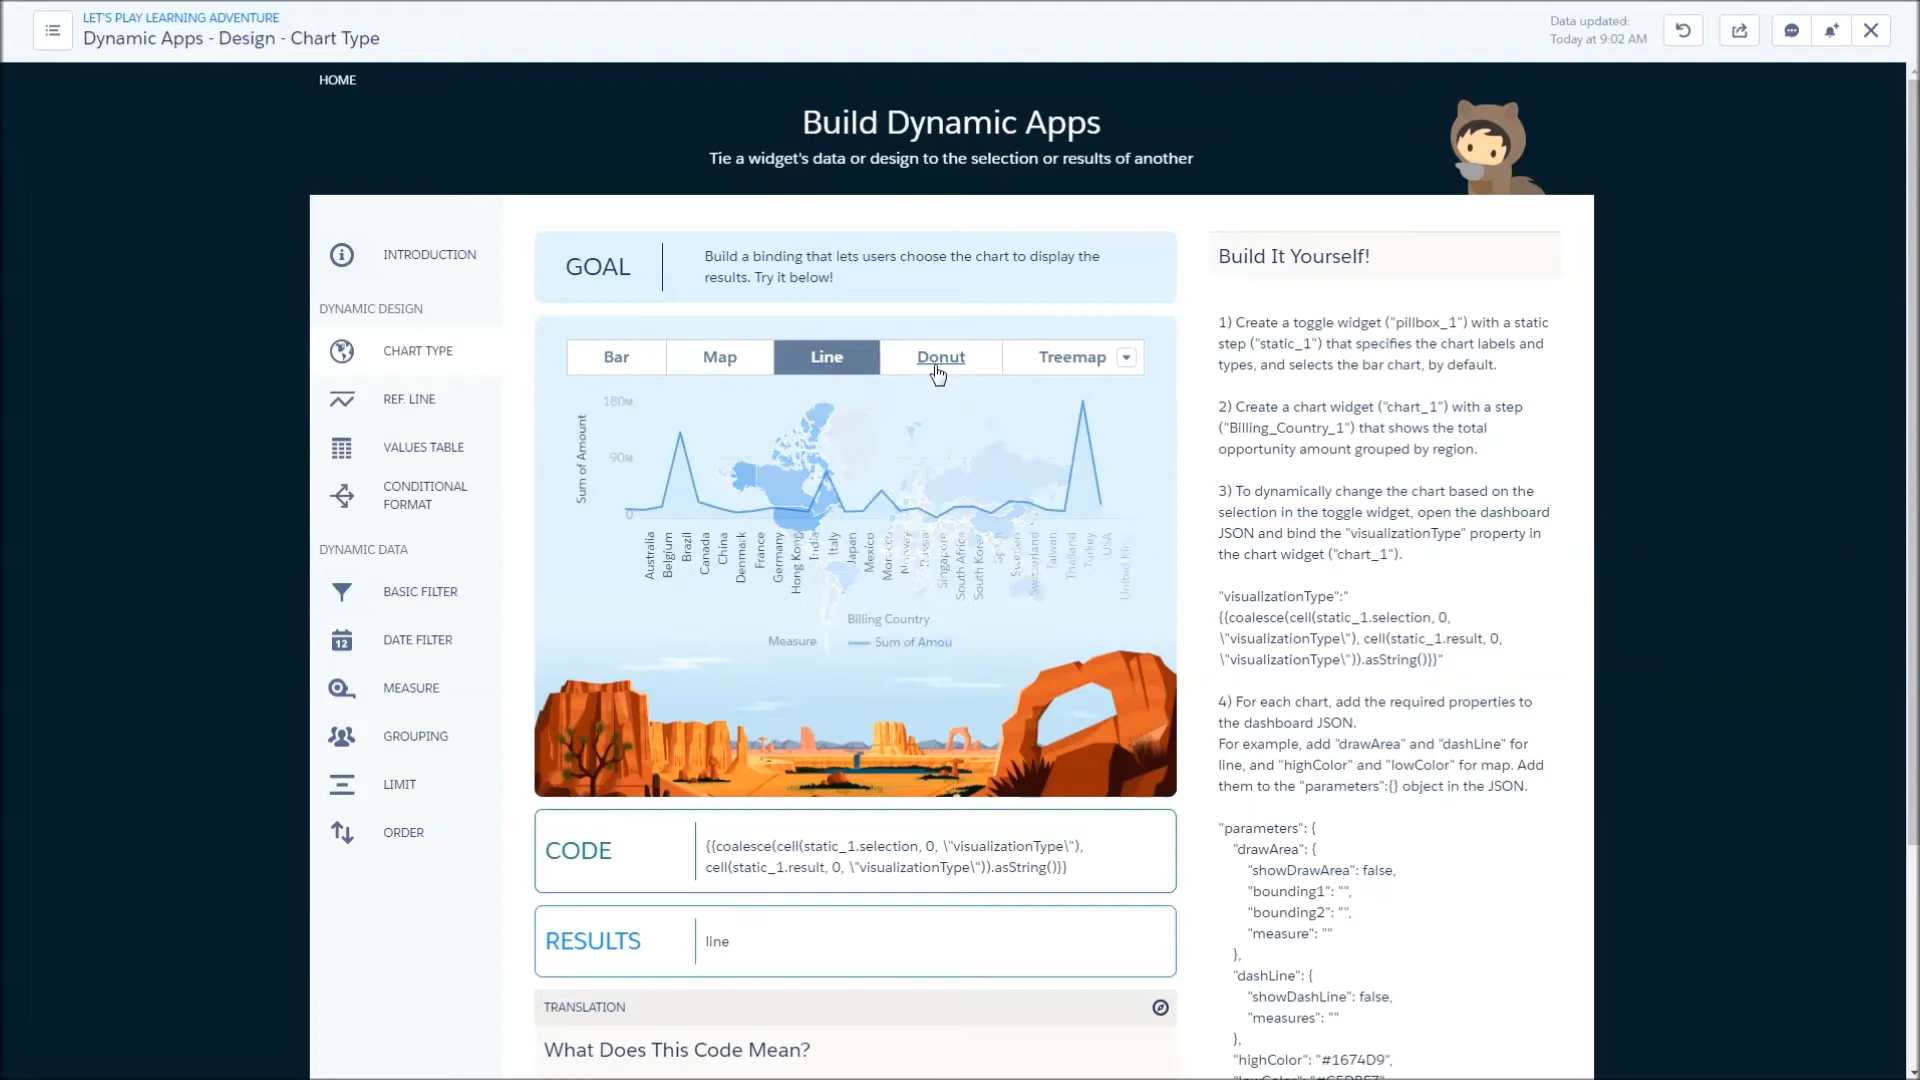 LET'S PLAY LEARNING ADVENTURE
Dynamic Apps - Design - Chart Type
Data updated:
Today at 9:02 AM
HOME
Build Dynamic Apps
Tie a widget's data or design to the selection or results of another
INTRODUCTION
DYNAMIC DESIGN
CHART TYPE
REF. LINE
VALUES TABLE
CONDITIONAL
FORMAT
DYNAMIC DATA
BASIC FILTER
12
DATE FILTER
MEASURE
GROUPING
LIMIT
ORDER
GOAL
Build a binding that lets users choose the chart to display the
results. Try it below!
Bar
Map
Line
Donut
Treemap
Sum of Amount
180M
90M
0
Australia
Belgium
Brazil
Canada
China
Denmark
France
Germany
Hong Kong
India
Italy
Japan
Mexico
Morocco
Norway
Russia
Singapore
South Africa
South Korea
Spain
Sweden
Switzerland
Taiwan
Thailand
Turkey
USA
United Ki
Billing Country
Measure
Sum of Amou
CODE
{{coalesce(cell(static_1.selection, 0, \"visualizationType\"),
cell(static_1.result, 0, \"visualizationType\")).asString()}}
RESULTS
line
TRANSLATION
What Does This Code Mean?
Build It Yourself!
1) Create a toggle widget ("pillbox_1") with a static
step ("static_1") that specifies the chart labels and
types, and selects the bar chart, by default.
2) Create a chart widget ("chart_1") with a step
("Billing_Country_1") that shows the total
opportunity amount grouped by region.
3) To dynamically change the chart based on the
selection in the toggle widget, open the dashboard
JSON and bind the "visualizationType" property in
the chart widget ("chart_1").
"visualizationType":"
{{coalesce(cell(static_1.selection, 0,
\"visualizationType\"), cell(static_1.result, 0,
\"visualizationType\")).asString()}}"
4) For each chart, add the required properties to
the dashboard JSON.
For example, add "drawArea" and "dashLine" for
line, and "highColor" and "lowColor" for map. Add
them to the "parameters":{} object in the JSON.
"parameters": {
"drawArea": {
"showDrawArea": false,
"bounding1": "",
"bounding2": "",
"measure": ""
},
"dashLine": {
"showDashLine": false,
"measures": ""
},
"highColor": "#1674D9",